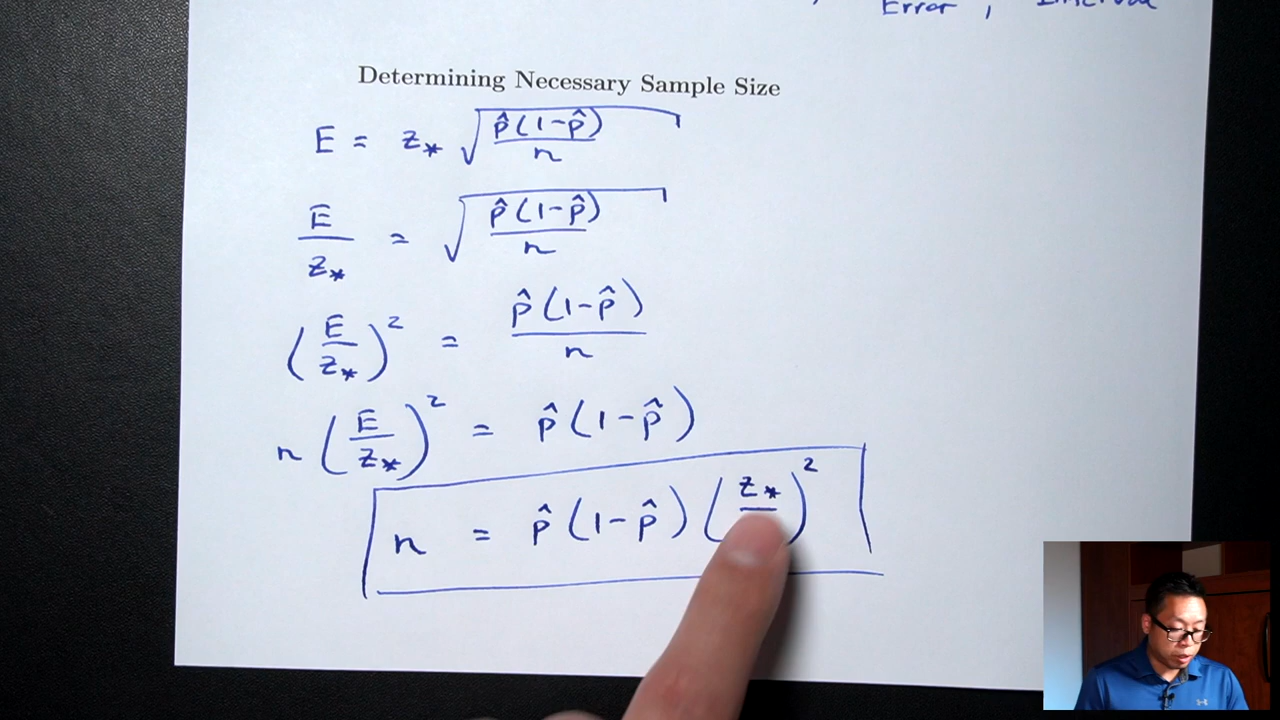 Error , Interval
Determining Necessary Sample Size
E = z* √(p̂(1-p̂)/n)
E/z* = √(p̂(1-p̂)/n)
(E/z*)² = p̂(1-p̂)/n
n (E/z*)² = p̂(1-p̂)
n = p̂(1-p̂)(z*/ )²